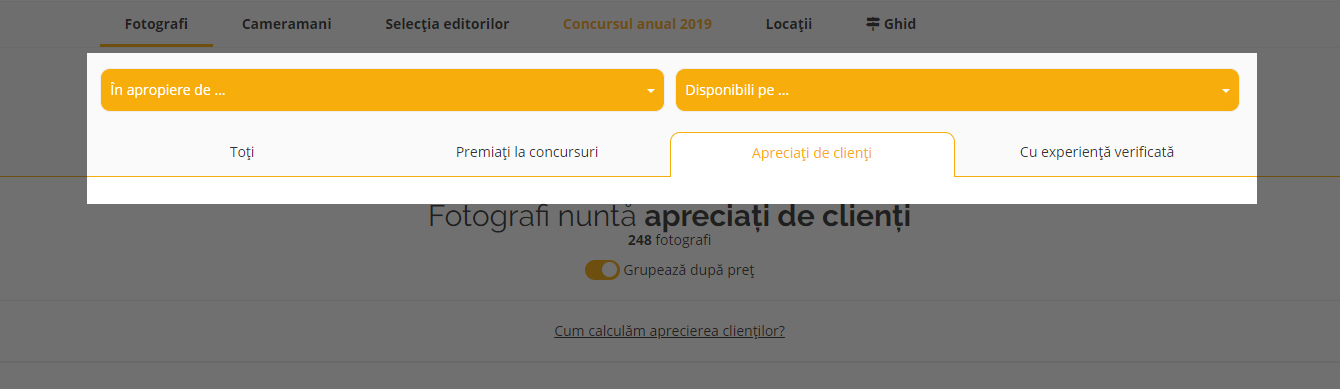 Fotografi Cameramani Selecția editorilor Concursul anual 2019 Locații Ghid
În apropiere de ... Disponibili pe ...
Toți Premiați la concursuri Apreciați de clienți Cu experiență verificată
Fotografi nuntă apreciați de clienți
248 fotografi
Grupează după preț
Cum calculăm aprecierea clienților?